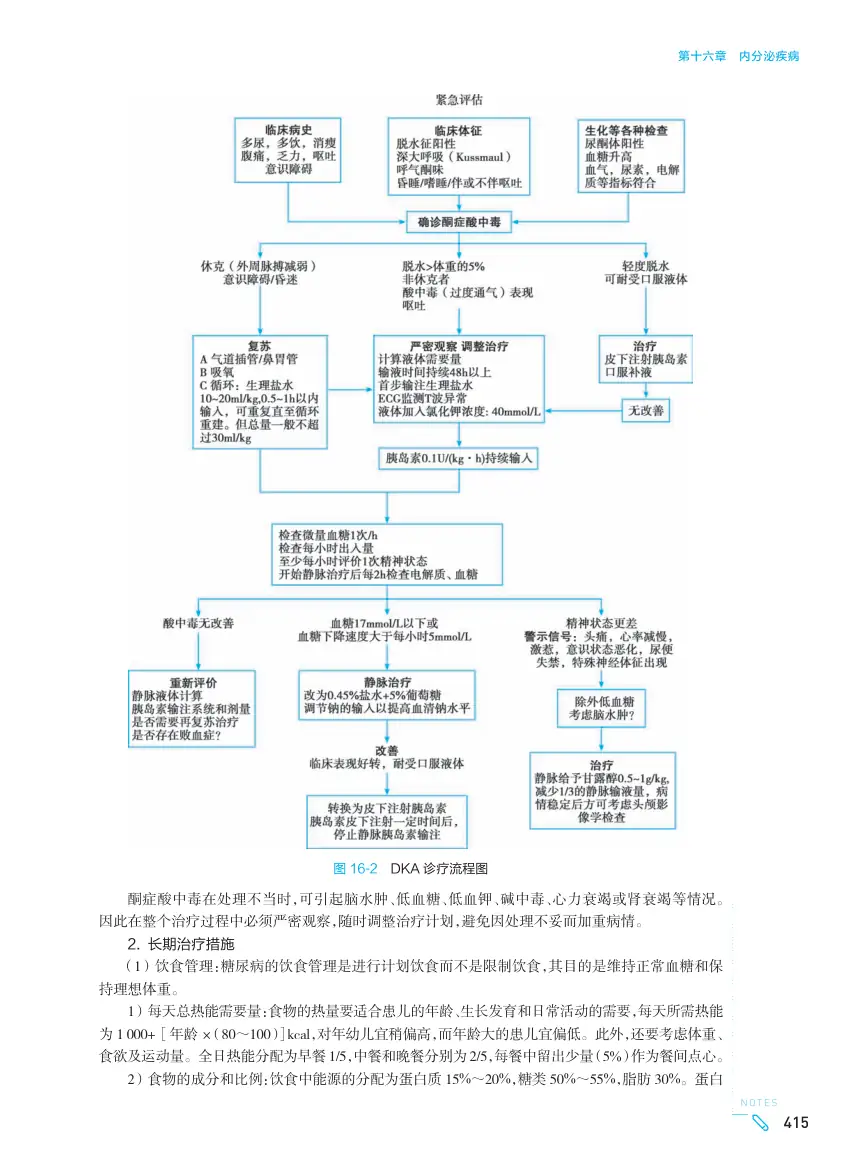 第十六章 内分泌疾病
紧急评估
临床病史
多尿，多饮，消瘦
腹痛，乏力，呕吐
意识障碍
临床体征
脱水征阳性
深大呼吸（Kussmaul）
呼气酮味
昏睡/嗜睡/伴或不伴呕吐
生化等各种检查
尿酮体阳性
血糖升高
血气，尿素，电解
质等指标符合
确诊酮症酸中毒
休克（外周脉搏减弱）
意识障碍/昏迷
脱水>体重的5%
非休克者
酸中毒（过度通气）表现
呕吐
轻度脱水
可耐受口服液体
复苏
A 气道插管/鼻胃管
B 吸氧
C 循环：生理盐水
10~20ml/kg,0.5~1h以内
输入，可重复直至循环
重建。但总量一般不超
过30ml/kg
严密观察 调整治疗
计算液体需要量
输液时间持续48h以上
首步输注生理盐水
ECG监测T波异常
液体加入氯化钾浓度: 40mmol/L
治疗
皮下注射胰岛素
口服补液
无改善
胰岛素0.1U/(kg·h)持续输入
检查微量血糖1次/h
检查每小时出入量
至少每小时评价1次精神状态
开始静脉治疗后每2h检查电解质、血糖
酸中毒无改善
血糖17mmol/L以下或
血糖下降速度大于每小时5mmol/L
精神状态更差
警示信号：头痛，心率减慢，
激惹，意识状态恶化，尿便
失禁，特殊神经体征出现
重新评价
静脉液体计算
胰岛素输注系统和剂量
是否需要再复苏治疗
是否存在败血症?
静脉治疗
改为0.45%盐水+5%葡萄糖
调节钠的输入以提高血清钠水平
除外低血糖
考虑脑水肿?
改善
临床表现好转，耐受口服液体
治疗
静脉给予甘露醇0.5~1g/kg,
减少1/3的静脉输液量，病
情稳定后方可考虑头颅影
像学检查
转换为皮下注射胰岛素
胰岛素皮下注射一定时间后，
停止静脉胰岛素输注
图 16-2 DKA 诊疗流程图
酮症酸中毒在处理不当时，可引起脑水肿、低血糖、低血钾、碱中毒、心力衰竭或肾衰竭等情况。
因此在整个治疗过程中必须严密观察，随时调整治疗计划，避免因处理不妥而加重病情。
2. 长期治疗措施
（1）饮食管理：糖尿病的饮食管理是进行计划饮食而不是限制饮食，其目的是维持正常血糖和保
持理想体重。
1）每天总热能需要量：食物的热量要适合患儿的年龄、生长发育和日常活动的需要，每天所需热能
为 1 000+［年龄 ×（80～100）］kcal，对年幼儿宜稍偏高，而年龄大的患儿宜偏低。此外，还要考虑体重、
食欲及运动量。全日热能分配为早餐 1/5，中餐和晚餐分别为 2/5，每餐中留出少量（5%）作为餐间点心。
2）食物的成分和比例：饮食中能源的分配为蛋白质 15%～20%，糖类 50%～55%，脂肪 30%。蛋白
NOTES
415